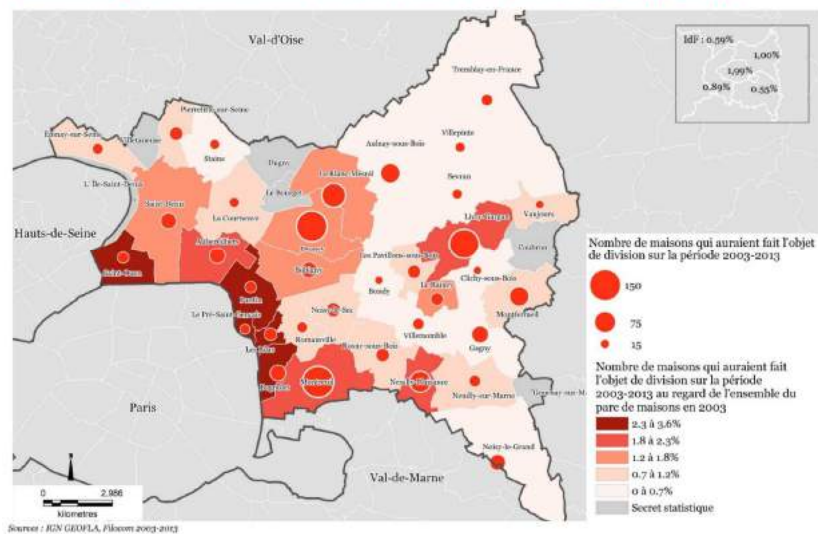 Val-d'Oise
IdF : 0.59%
1,00%
1,99%
0.89%
0.55%
Tremblay-en-France
Pierrefitte-sur-Seine
Epinay-sur-Seine
Villetaneuse
Stains
Aulnay-sous-Bois
Villepinte
Dugny
Le Blanc-Mesnil
Sevran
L'Île-Saint-Denis
Le Bourget
Saint-Denis
La Courneuve
Livry-Gargan
Vaujours
Hauts-de-Seine
Drancy
Coubron
Aubervilliers
Les Pavillons-sous-Bois
Bobigny
Clichy-sous-Bois
Saint-Ouen
Pantin
Bondy
Le Raincy
Montfermeil
Le Pré-Saint-Gervais
Noisy-le-Sec
Les Lilas
Romainville
Villemomble
Gagny
Rosny-sous-Bois
Bagnolet
Montreuil
Neuilly-Plaisance
Neuilly-sur-Marne
Paris
Noisy-le-Grand
Val-de-Marne
N
0
2,986
kilometres
Nombre de maisons qui auraient fait l'objet
de division sur la période 2003-2013
150
75
15
Nombre de maisons qui auraient fait
l'objet de division sur la période
2003-2013 au regard de l'ensemble du
parc de maisons en 2003
2.3 à 3.6%
1.8 à 2.3%
1.2 à 1.8%
0.7 à 1.2%
0 à 0.7%
Secret statistique
Sources : IGN GEOFLA, Filocom 2003-2013